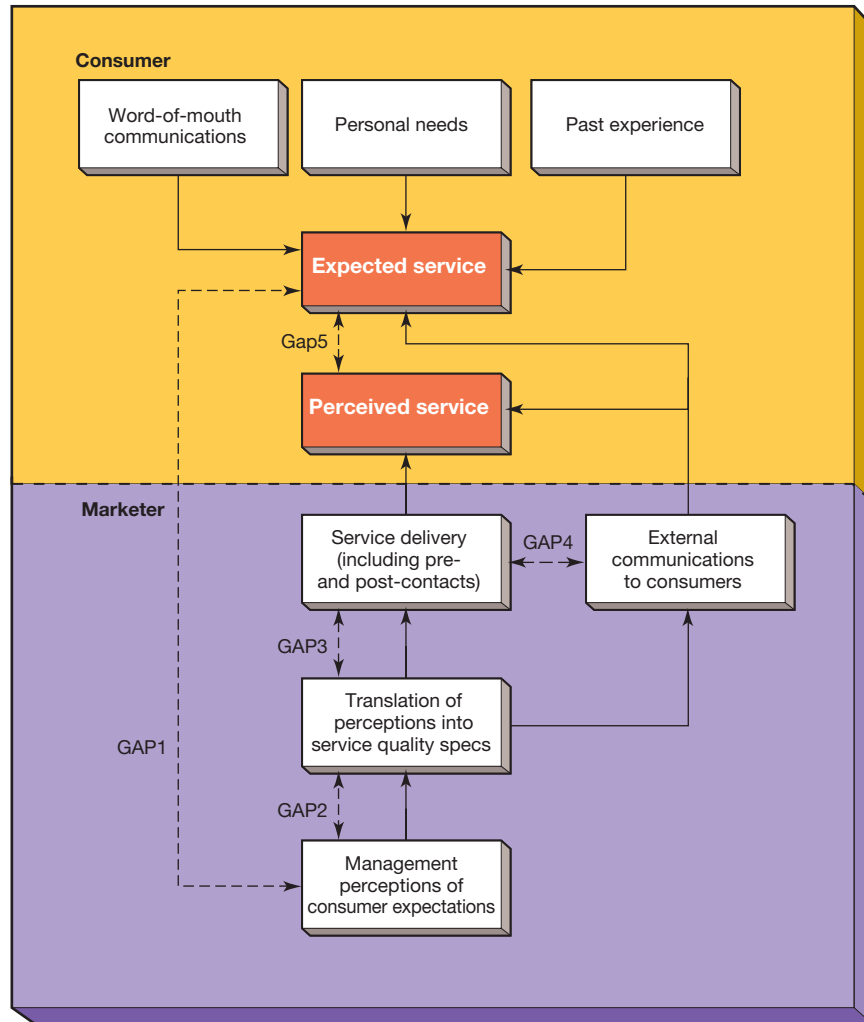 Consumer
Word-of-mouth
communications
Personal needs
Past experience
Expected service
Gap5
Perceived service
Marketer
Service delivery
(including pre-
and post-contacts)
GAP4
External
communications
to consumers
GAP3
Translation of
perceptions into
service quality specs
GAP1
GAP2
Management
perceptions of
consumer expectations